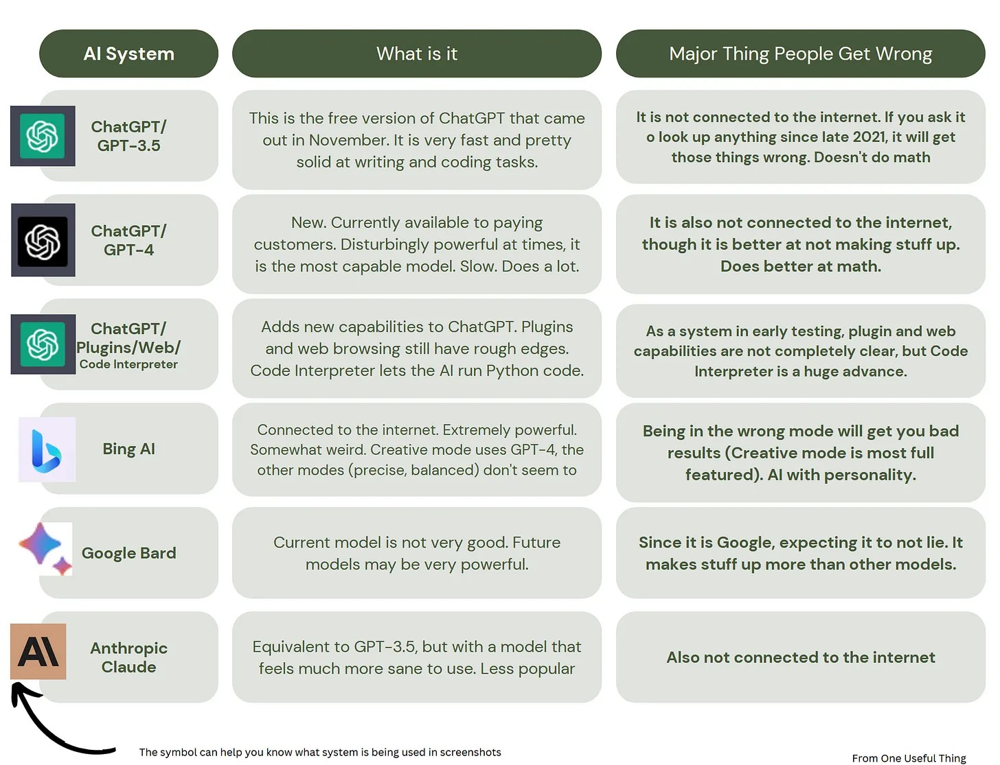 AI System
What is it
Major Thing People Get Wrong
ChatGPT/
GPT-3.5
This is the free version of ChatGPT that came
out in November. It is very fast and pretty
solid at writing and coding tasks.
It is not connected to the internet. If you ask it
o look up anything since late 2021, it will get
those things wrong. Doesn't do math
ChatGPT/
GPT-4
New. Currently available to paying
customers. Disturbingly powerful at times, it
is the most capable model. Slow. Does a lot.
It is also not connected to the internet,
though it is better at not making stuff up.
Does better at math.
ChatGPT/
Plugins/Web/
Code Interpreter
Adds new capabilities to ChatGPT. Plugins
and web browsing still have rough edges.
Code Interpreter lets the AI run Python code.
As a system in early testing, plugin and web
capabilities are not completely clear, but Code
Interpreter is a huge advance.
Bing AI
Connected to the internet. Extremely powerful.
Somewhat weird. Creative mode uses GPT-4, the
other modes (precise, balanced) don't seem to
Being in the wrong mode will get you bad
results (Creative mode is most full
featured). AI with personality.
Google Bard
Current model is not very good. Future
models may be very powerful.
Since it is Google, expecting it to not lie. It
makes stuff up more than other models.
AI
Anthropic
Claude
Equivalent to GPT-3.5, but with a model that
feels much more sane to use. Less popular
Also not connected to the internet
The symbol can help you know what system is being used in screenshots
From One Useful Thing